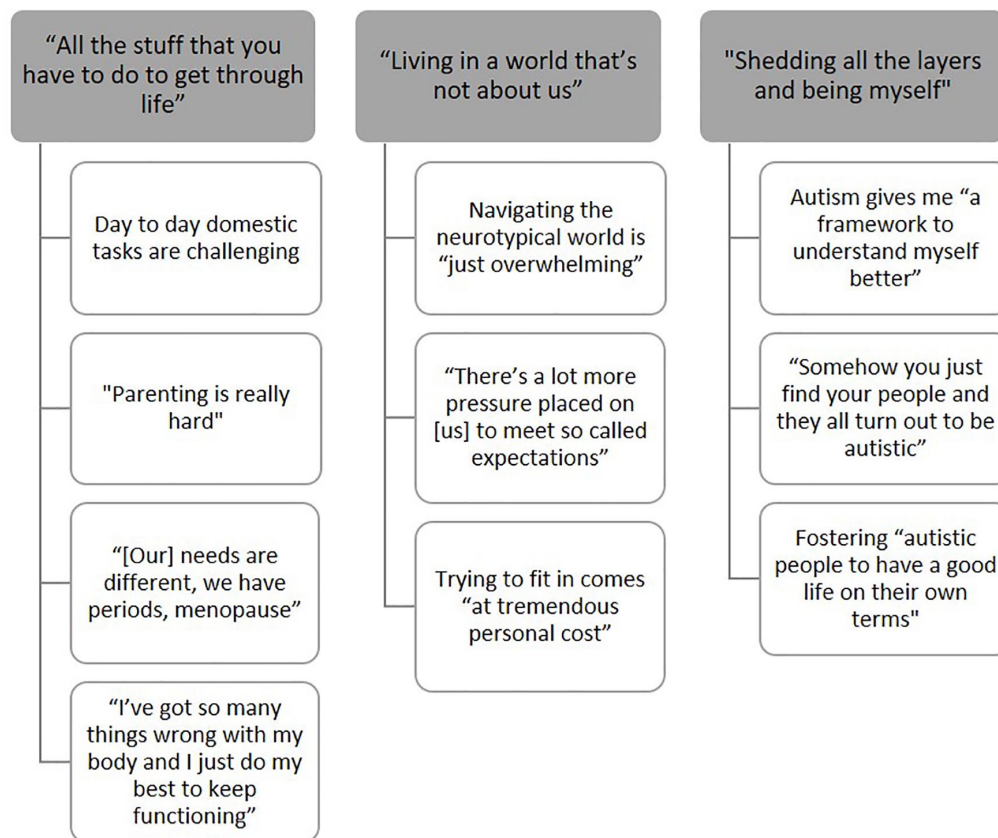 “All the stuff that you
have to do to get through
life”
Day to day domestic
tasks are challenging
"Parenting is really
hard"
“[Our] needs are
different, we have
periods, menopause”
“I’ve got so many
things wrong with my
body and I just do my
best to keep
functioning”
“Living in a world that’s
not about us”
Navigating the
neurotypical world is
“just overwhelming”
“There’s a lot more
pressure placed on
[us] to meet so called
expectations”
Trying to fit in comes
“at tremendous
personal cost”
"Shedding all the layers
and being myself"
Autism gives me “a
framework to
understand myself
better”
“Somehow you just
find your people and
they all turn out to be
autistic”
Fostering “autistic
people to have a good
life on their own
terms"